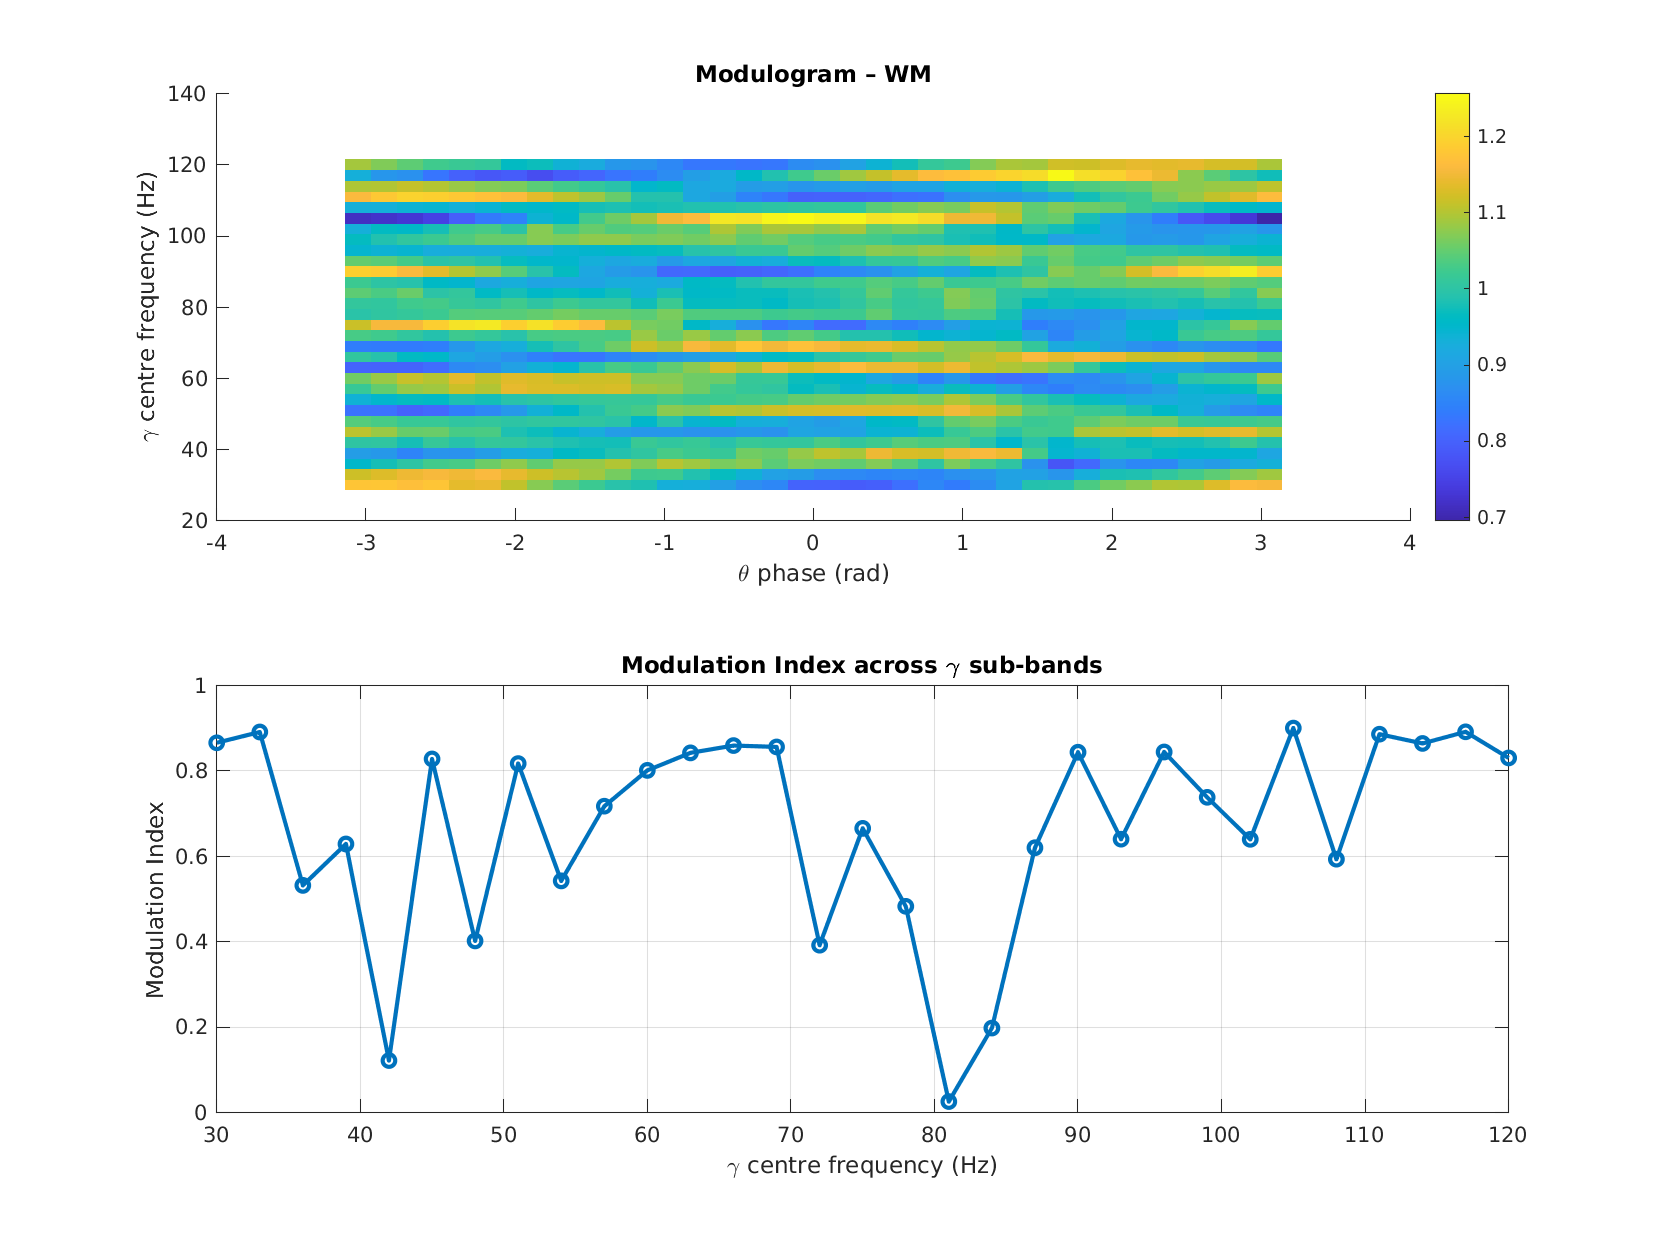 Modulogram – WM
140
120
100
80
60
40
20
γ centre frequency (Hz)
-4 -3 -2 -1 0 1 2 3 4
θ phase (rad)
1.2
1.1
1
0.9
0.8
0.7
Modulation Index across γ sub-bands
1
0.8
0.6
0.4
0.2
0
Modulation Index
30 40 50 60 70 80 90 100 110 120
γ centre frequency (Hz)